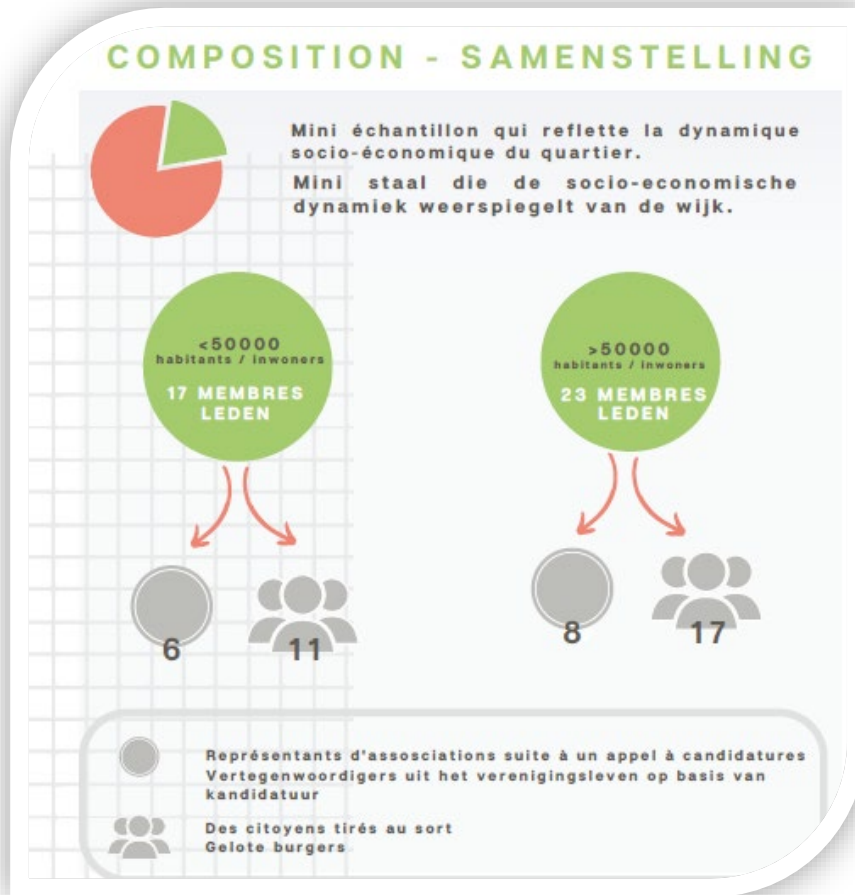 COMPOSITION - SAMENSTELLING
Mini échantillon qui reflette la dynamique
socio-économique du quartier.
Mini staal die de socio-economische
dynamiek weerspiegelt van de wijk.
<50000
habitants / inwoners
17 MEMBRES
LEDEN
>50000
habitants / inwoners
23 MEMBRES
LEDEN
6
11
8
17
Représentants d'assosciations suite à un appel à candidatures
Vertegenwoordigers uit het verenigingsleven op basis van
kandidatuur
Des citoyens tirés au sort
Gelote burgers